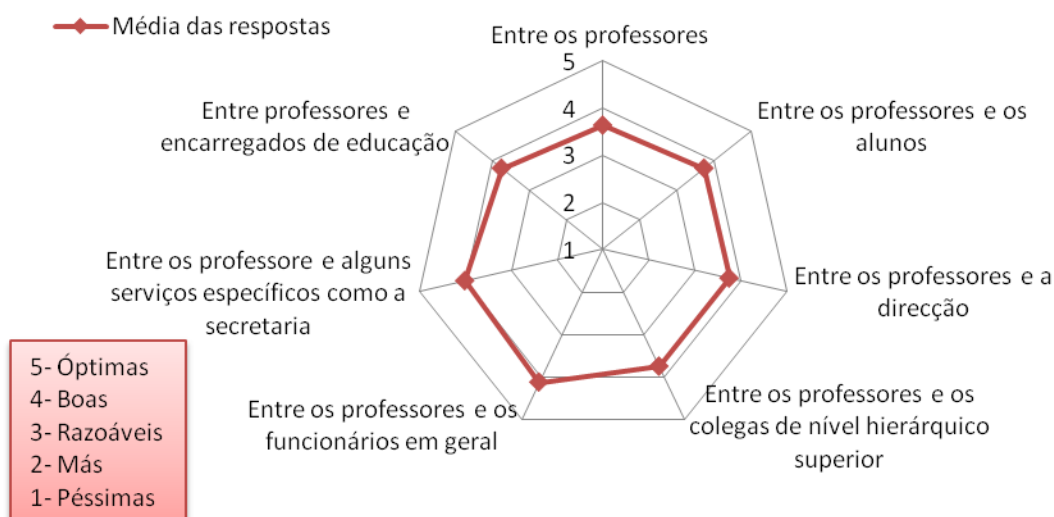 Média das respostas
Entre os professores
5
4
3
2
1
Entre os professores e os
alunos
Entre os professores e a
direcção
Entre os professores e os
colegas de nível hierárquico
superior
Entre os professores e os
funcionários em geral
Entre os professore e alguns
serviços específicos como a
secretaria
Entre professores e
encarregados de educação
5- Óptimas
4- Boas
3- Razoáveis
2- Más
1- Péssimas